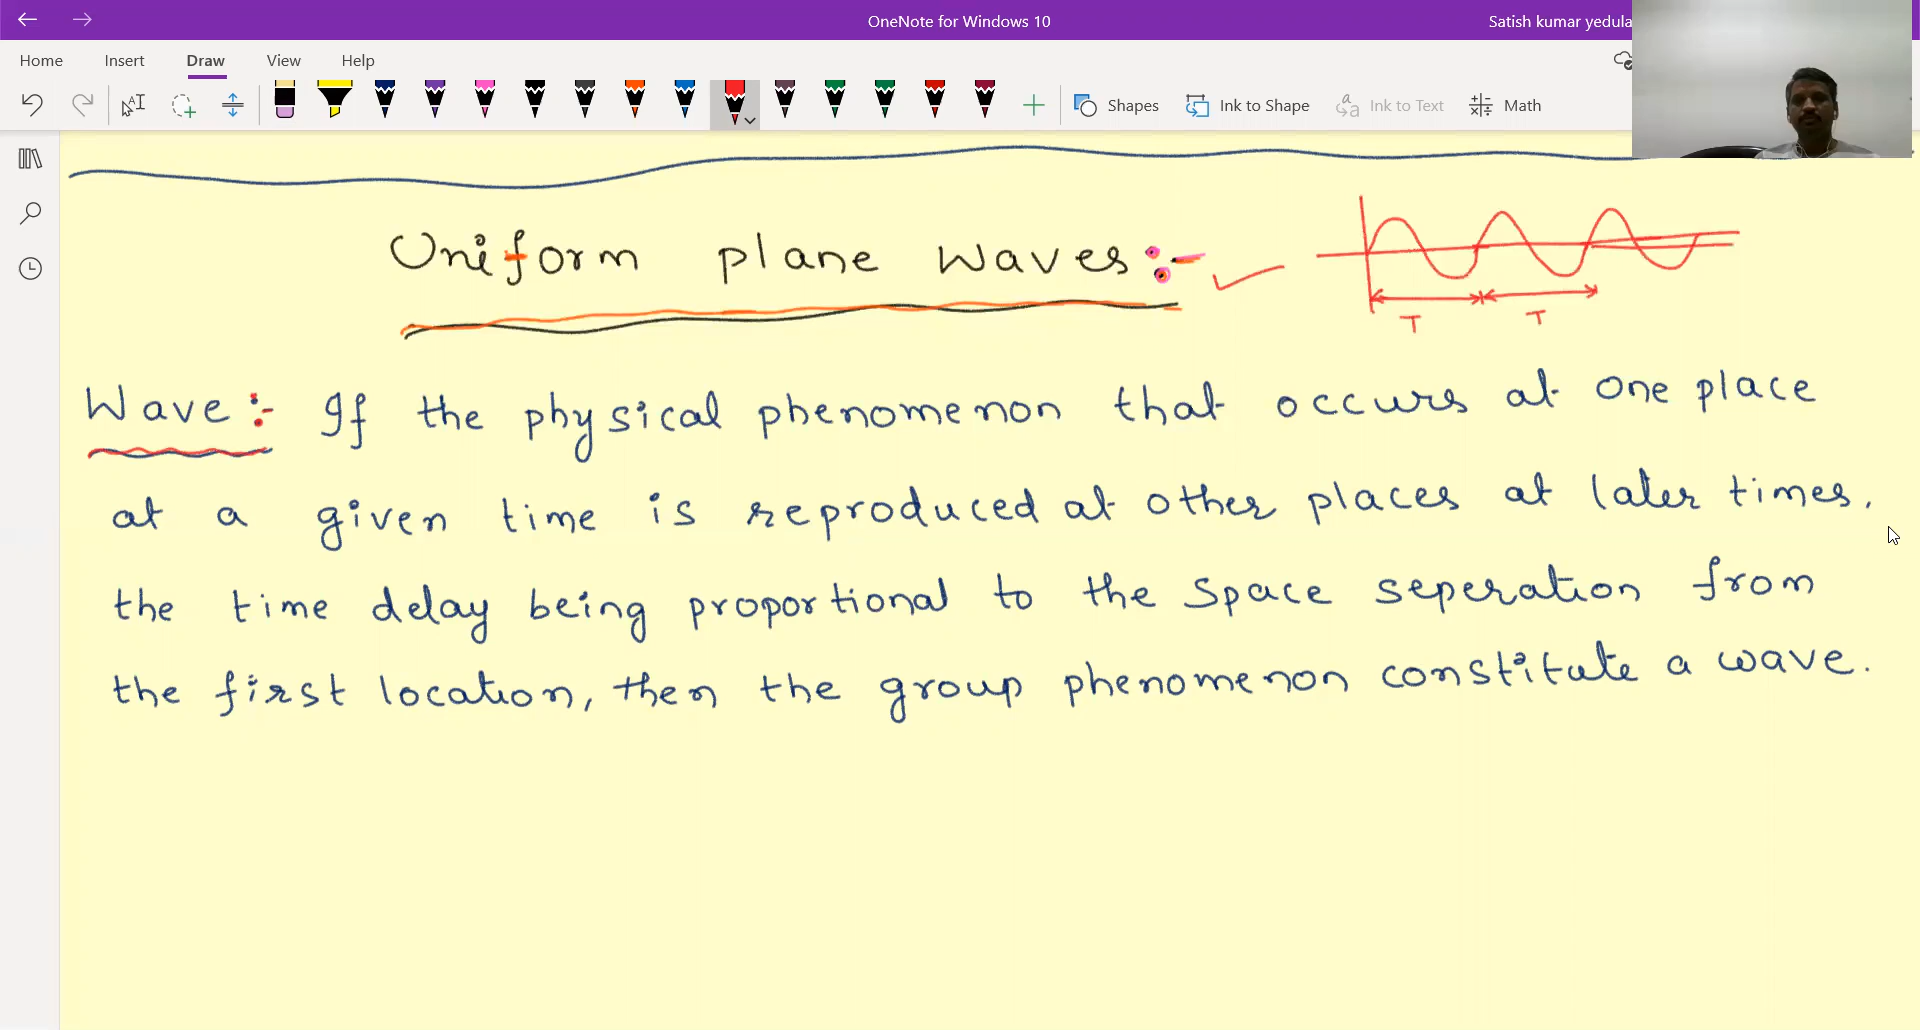 OneNote for Windows 10
Satish kumar yedula
Home Insert Draw View Help
Shapes Ink to Shape Ink to Text Math
Uniform plane waves:-
T T
Wave:- If the physical phenomenon that occurs at one place
at a given time is reproduced at other places at later times,
the time delay being proportional to the space seperation from
the first location, then the group phenomenon constitute a wave.